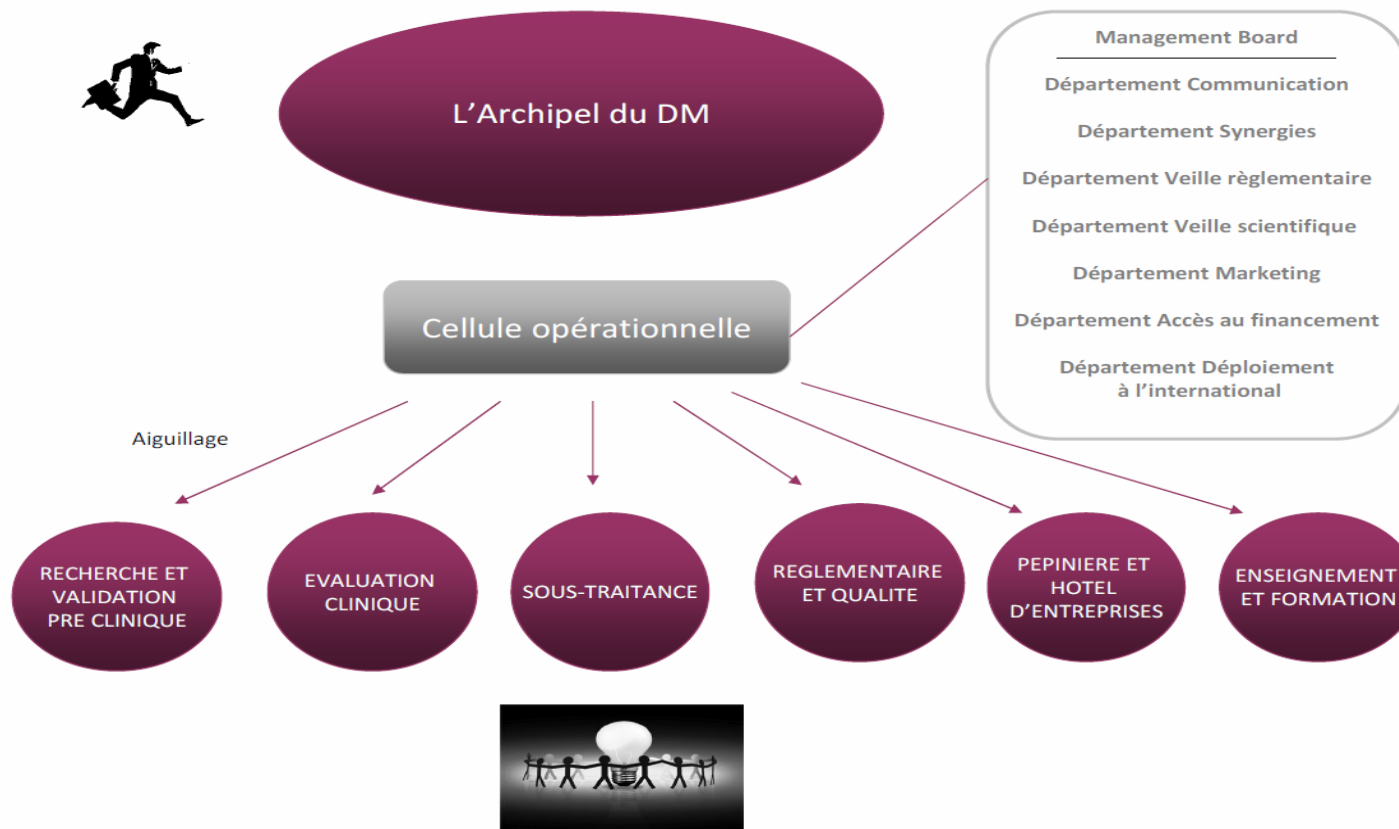 L'Archipel du DM
Management Board
Département Communication
Département Synergies
Département Veille règlementaire
Département Veille scientifique
Département Marketing
Département Accès au financement
Département Déploiement
à l'international
Cellule opérationnelle
Aiguillage
RECHERCHE ET
VALIDATION
PRE CLINIQUE
EVALUATION
CLINIQUE
SOUS-TRAITANCE
REGLEMENTAIRE
ET QUALITE
PEPINIERE ET
HOTEL
D'ENTREPRISES
ENSEIGNEMENT
ET FORMATION